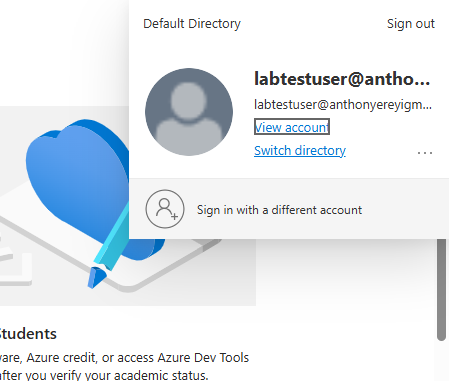 Default Directory
Sign out
labtestuser@antho...
labtestuser@anthonyereyigm...
View account
Switch directory
...
Sign in with a different account
Students
ware, Azure credit, or access Azure Dev Tools
after you verify your academic status.